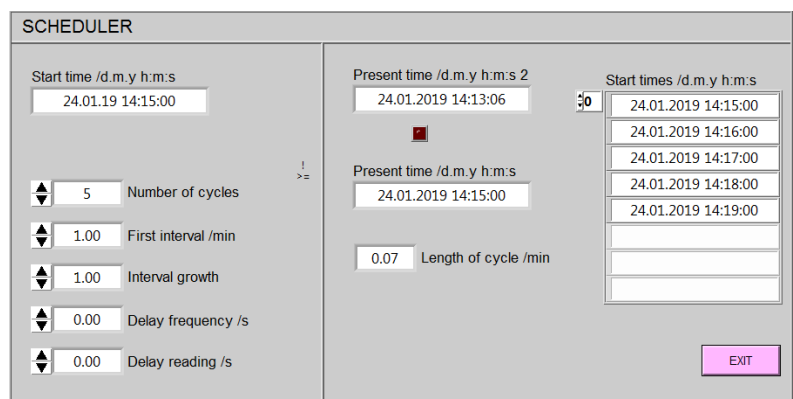 SCHEDULER
Start time /d.m.y h:m:s
24.01.19 14:15:00
!
>=
5 Number of cycles
1.00 First interval /min
1.00 Interval growth
0.00 Delay frequency /s
0.00 Delay reading /s
Present time /d.m.y h:m:s 2
24.01.2019 14:13:06
Present time /d.m.y h:m:s
24.01.2019 14:15:00
0.07 Length of cycle /min
Start times /d.m.y h:m:s
0
24.01.2019 14:15:00
24.01.2019 14:16:00
24.01.2019 14:17:00
24.01.2019 14:18:00
24.01.2019 14:19:00
EXIT